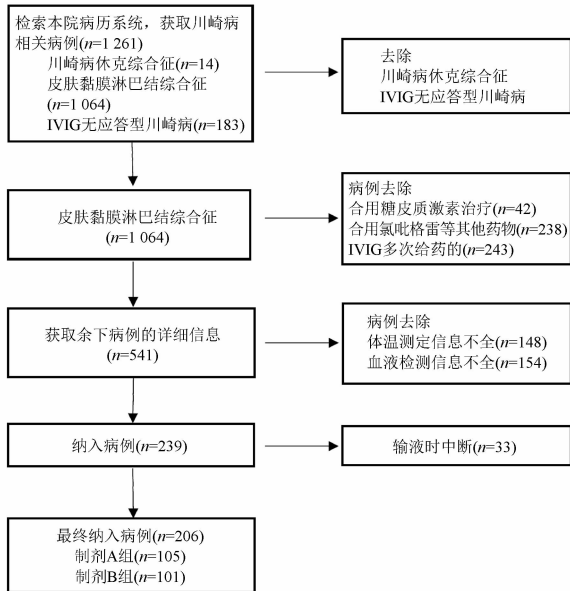 检索本院病历系统，获取川崎病
相关病例(n=1 261)
川崎病休克综合征(n=14)
皮肤黏膜淋巴结综合征
(n=1 064)
IVIG无应答型川崎病(n=183)
去除
川崎病休克综合征
IVIG无应答型川崎病
皮肤黏膜淋巴结综合征
(n=1 064)
病例去除
合用糖皮质激素治疗(n=42)
合用氯吡格雷等其他药物(n=238)
IVIG多次给药的(n=243)
获取余下病例的详细信息
(n=541)
病例去除
体温测定信息不全(n=148)
血液检测信息不全(n=154)
纳入病例(n=239)
输液时中断(n=33)
最终纳入病例(n=206)
制剂A组(n=105)
制剂B组(n=101)